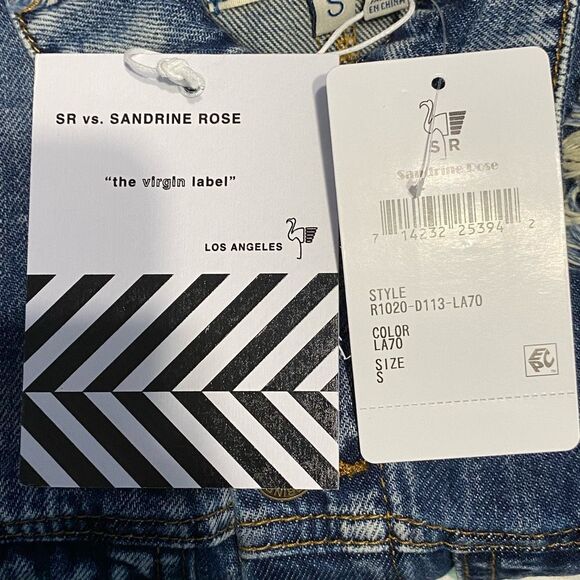 S
EN CHINA
SR vs. SANDRINE ROSE
"the virgin label"
LOS ANGELES
S R
Sandrine Rose
7 14232 25394 2
STYLE
R1020-D113-LA70
COLOR
LA70
SIZE
S
EPC